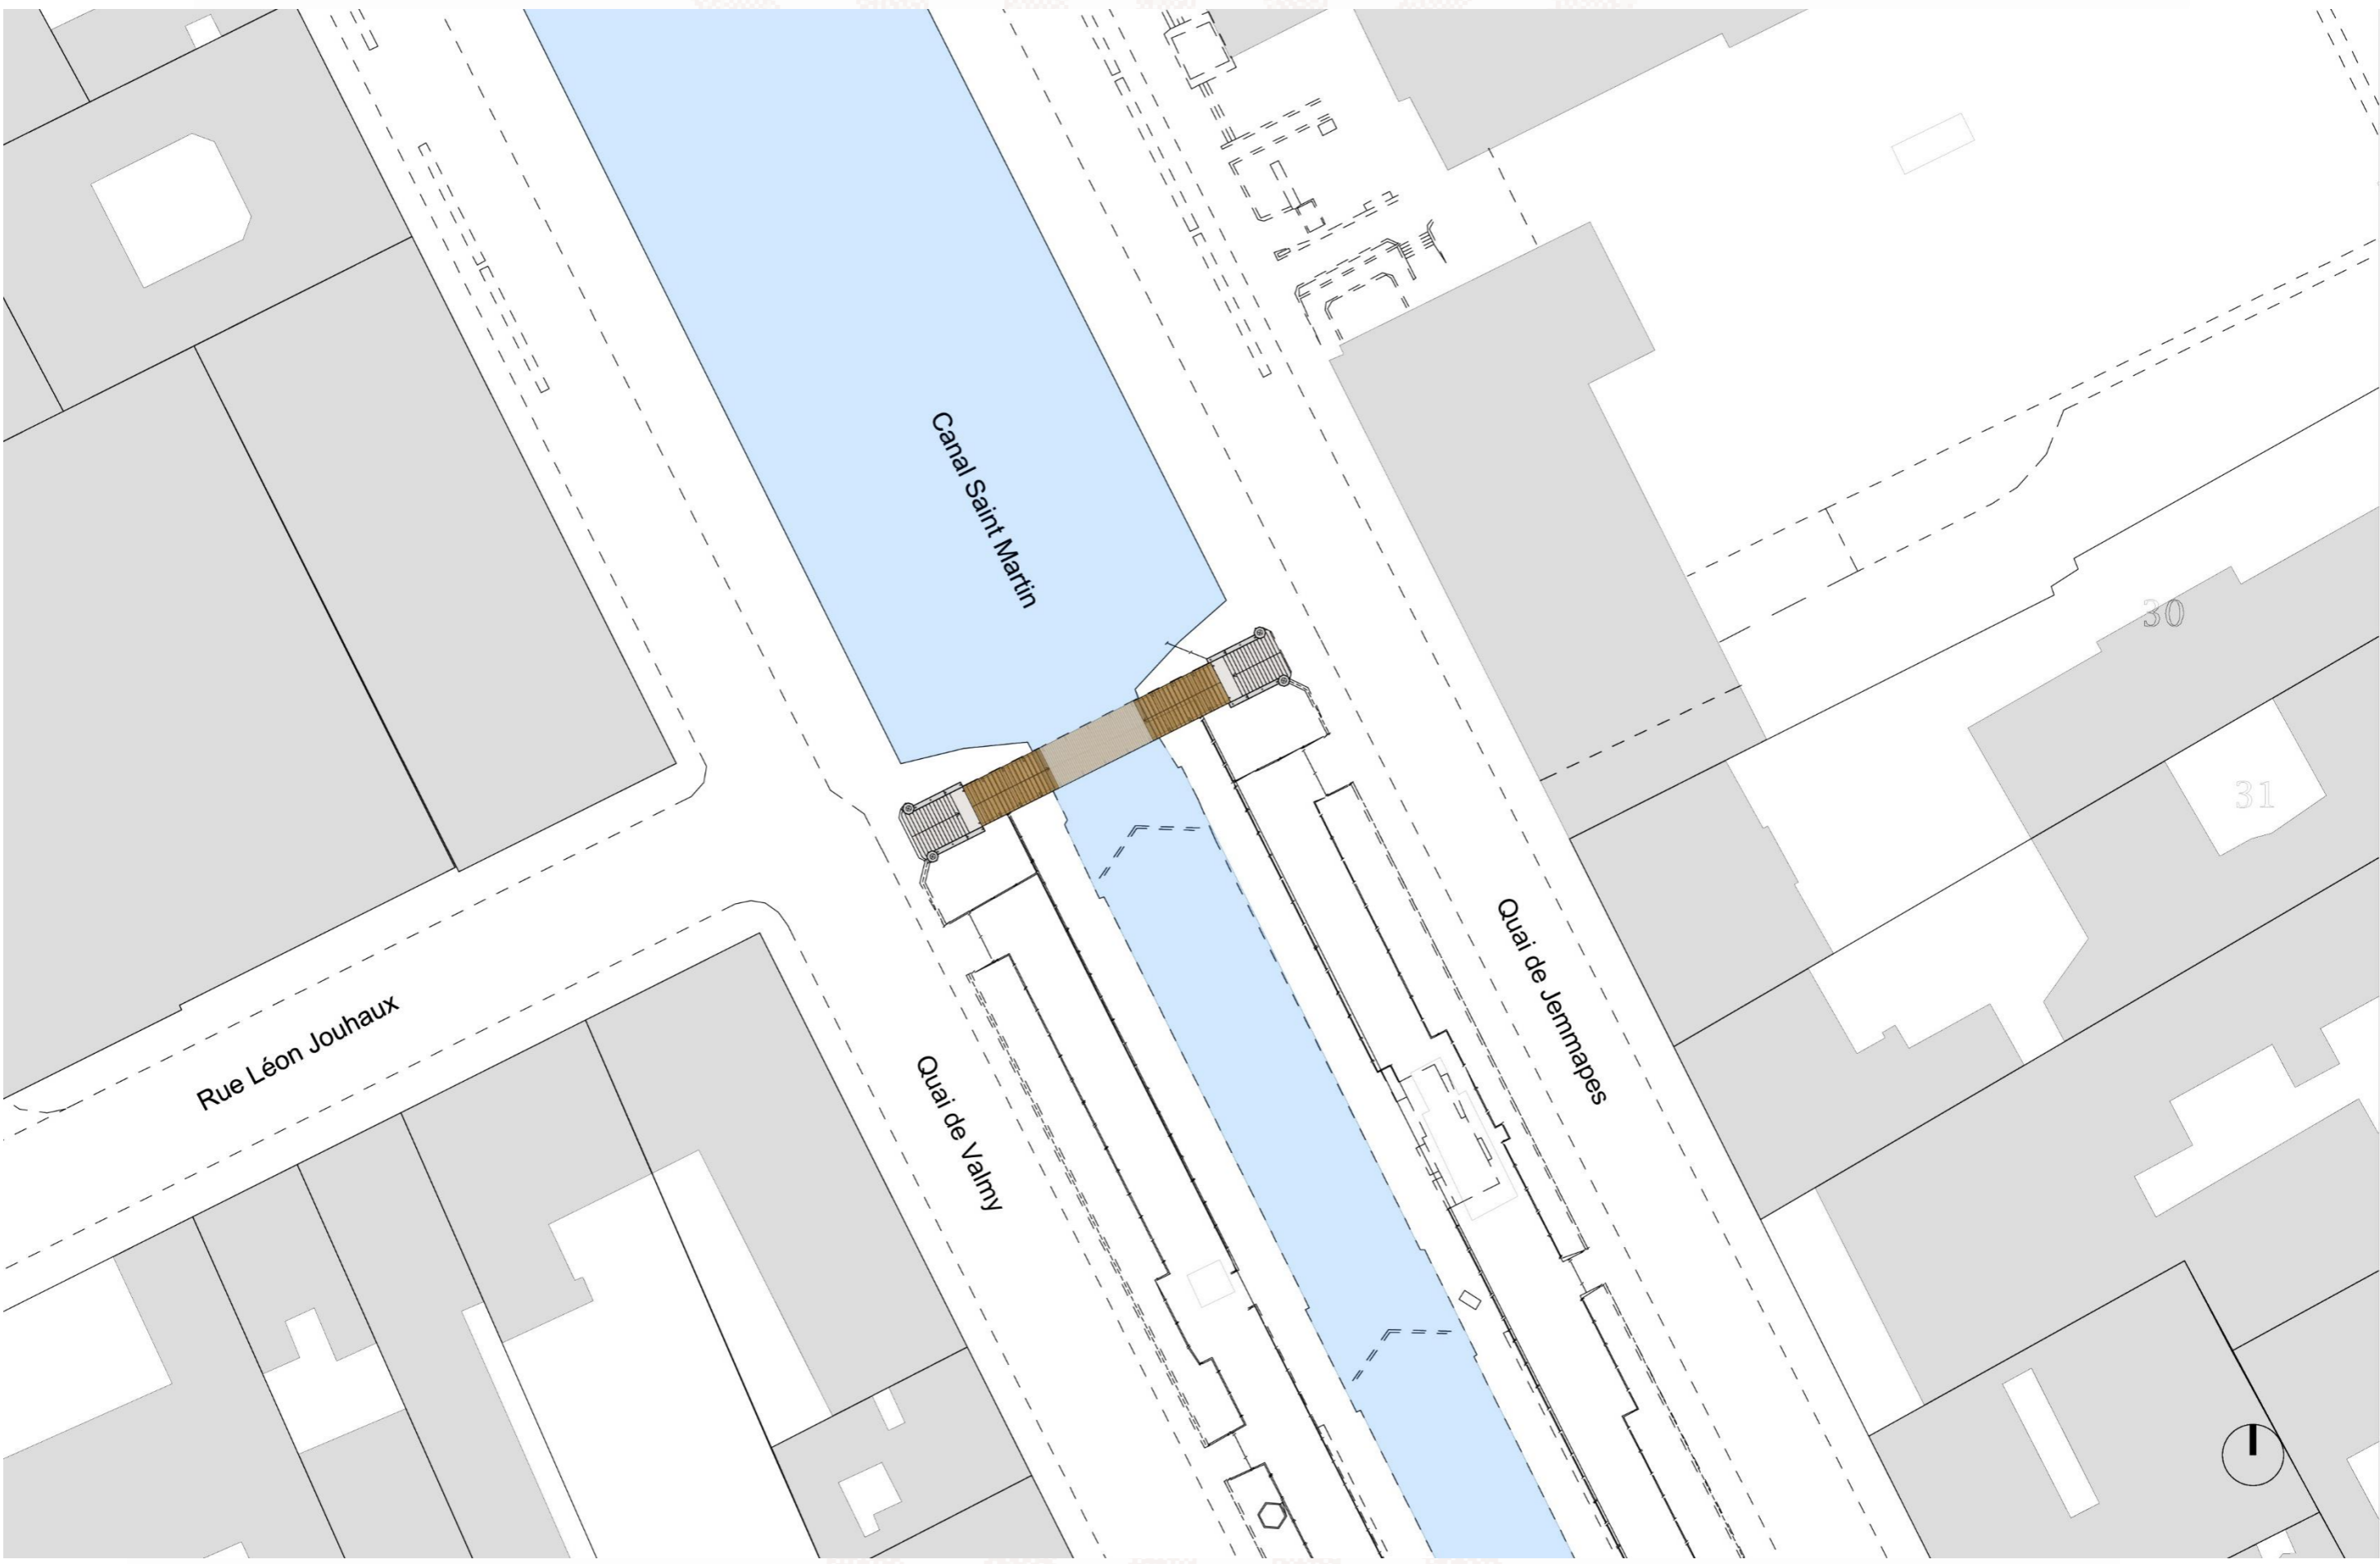 Canal Saint Martin
30
31
Quai de Jemmapes
Rue Léon Jouhaux
Quai de Valmy